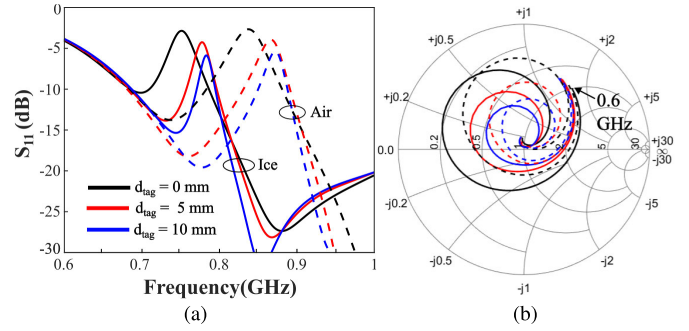 (a)
S11 (dB)
-5
-10
-15
-20
-25
-30
0.6
0.7
0.8
0.9
1
Frequency(GHz)
Air
Ice
dtag = 0 mm
dtag = 5 mm
dtag = 10 mm
(a)
(b)
+j1
+j0.5
+j2
+j0.2
+j5
0.6
GHz
0.0
0.2
0.5
1
2
5
30
+j30
∞
-j30
-j0.2
-j5
-j0.5
-j2
-j1
(b)